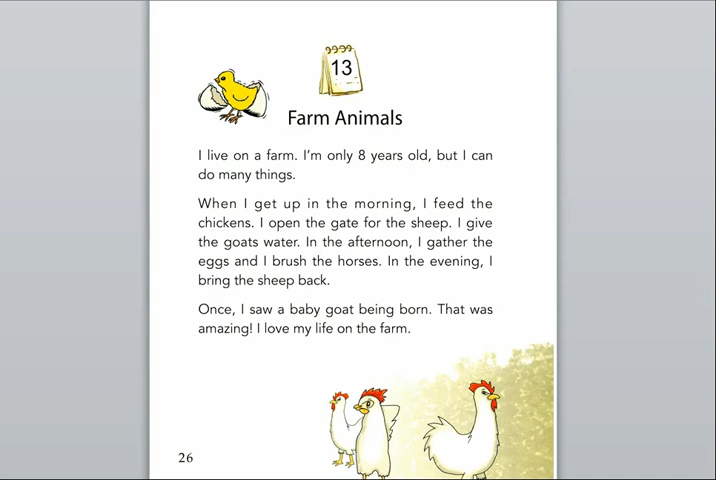 13
Farm Animals
I live on a farm. I'm only 8 years old, but I can
do many things.
When I get up in the morning, I feed the
chickens. I open the gate for the sheep. I give
the goats water. In the afternoon, I gather the
eggs and I brush the horses. In the evening, I
bring the sheep back.
Once, I saw a baby goat being born. That was
amazing! I love my life on the farm.
26